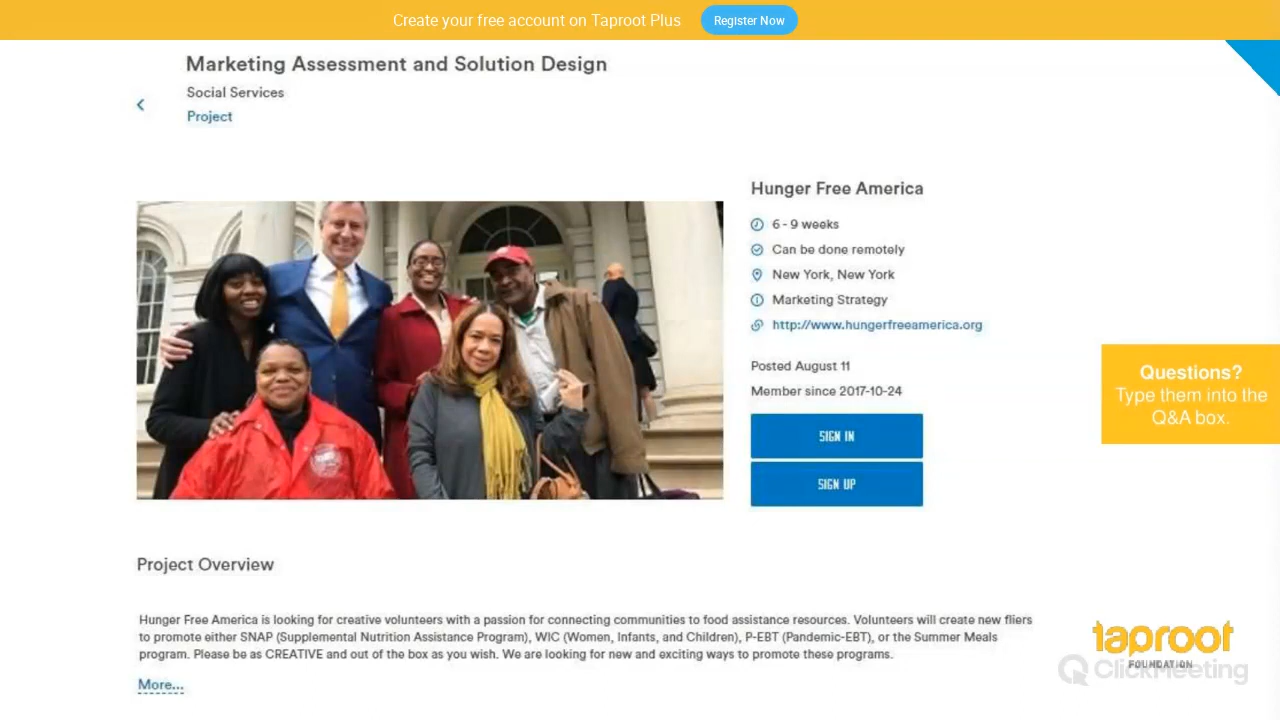 Create your free account on Taproot Plus
Register Now
Marketing Assessment and Solution Design
Social Services
Project
Hunger Free America
6 - 9 weeks
Can be done remotely
New York, New York
Marketing Strategy
http://www.hungerfreeamerica.org
Posted August 11
Member since 2017-10-24
SIGN IN
SIGN UP
Questions?
Type them into the
Q&A box.
Project Overview
Hunger Free America is looking for creative volunteers with a passion for connecting communities to food assistance resources. Volunteers will create new fliers
to promote either SNAP (Supplemental Nutrition Assistance Program), WIC (Women, Infants, and Children), P-EBT (Pandemic-EBT), or the Summer Meals
program. Please be as CREATIVE and out of the box as you wish. We are looking for new and exciting ways to promote these programs.
More...
taproot
FOUNDATION
ClickMeeting